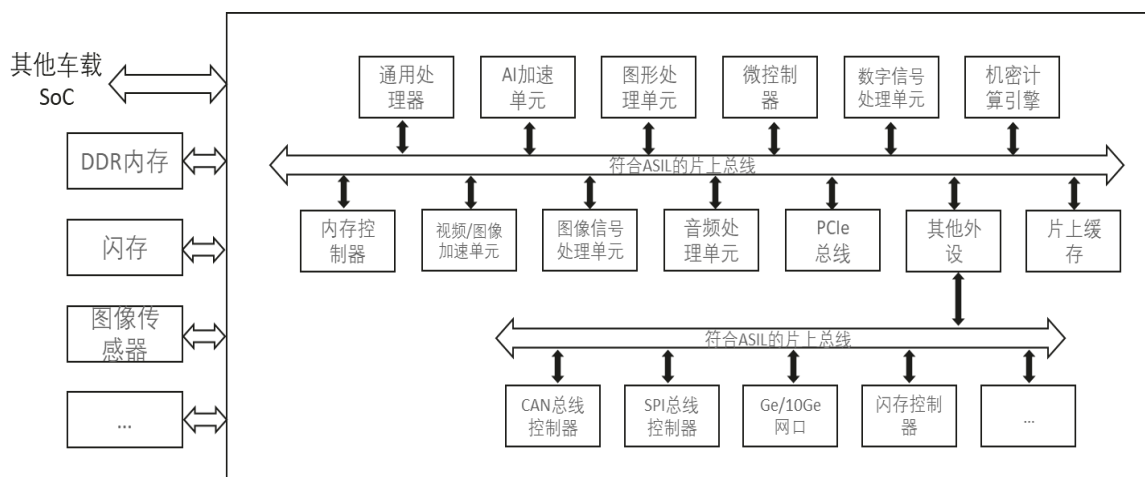 其他车载
SoC
DDR内存
闪存
图像传
感器
...
通用处
理器
AI加速
单元
图形处
理单元
微控制
器
数字信号
处理单元
机密计
算引擎
符合ASIL的片上总线
内存控
制器
视频/图像
加速单元
图像信号
处理单元
音频处
理单元
PCIe
总线
其他外
设
片上缓
存
符合ASIL的片上总线
CAN总线
控制器
SPI总线
控制器
Ge/10Ge
网口
闪存控制
器
...